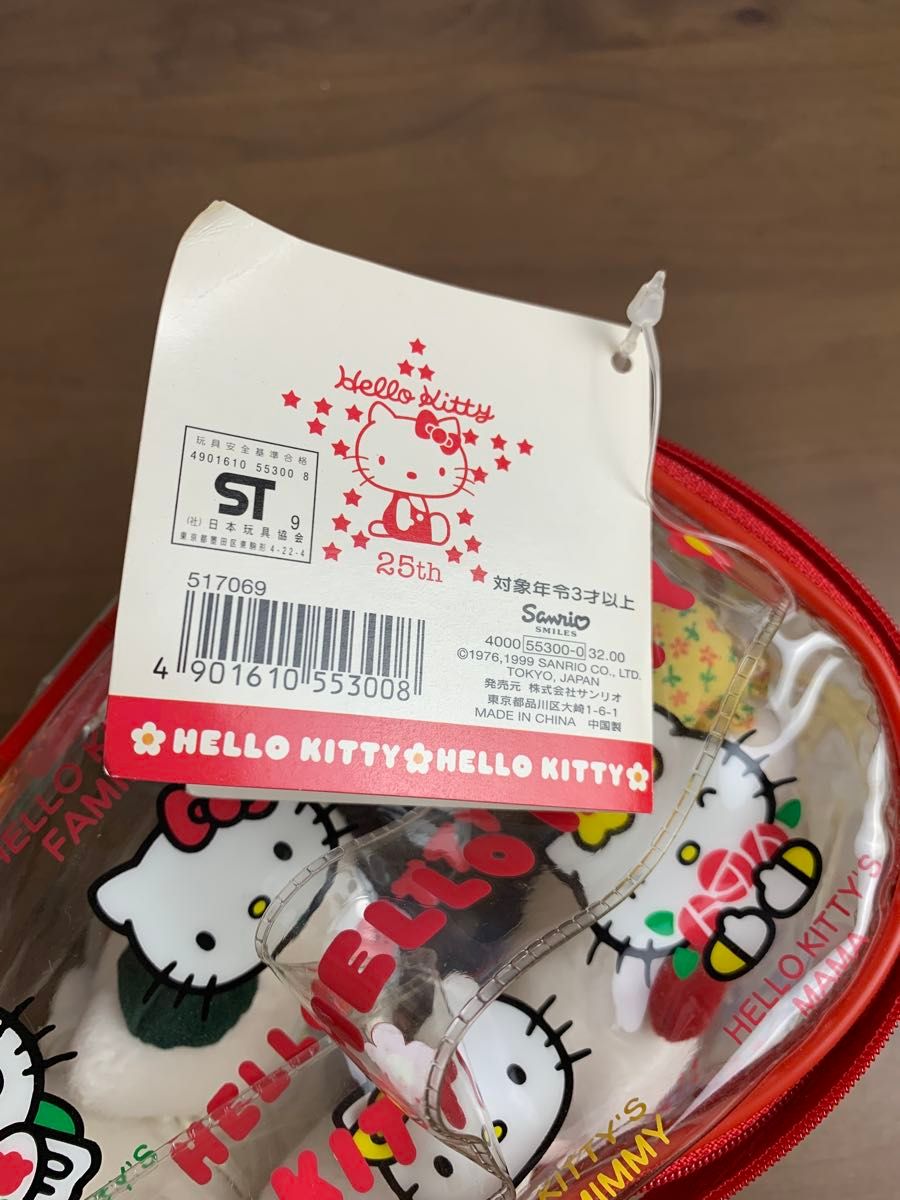 Hello Kitty
25th
玩具安全基準合格
4901610 55300 8
ST 9
(社)日本玩具協会
東京都墨田区東駒形4-22-4
対象年令3才以上
Sanrio
SMILES
4000 55300-0 32.00
©1976,1999 SANRIO CO., LTD.
TOKYO, JAPAN
発売元 株式会社サンリオ
東京都品川区大崎1-6-1
MADE IN CHINA 中国製
517069
4 901610 553008
HELLO KITTY HELLO KITTY
HELLO
FAMI
HELLO
HELLO KITTY'S
MAMA
HELLO
KIT
KITTY'S
MIMMY